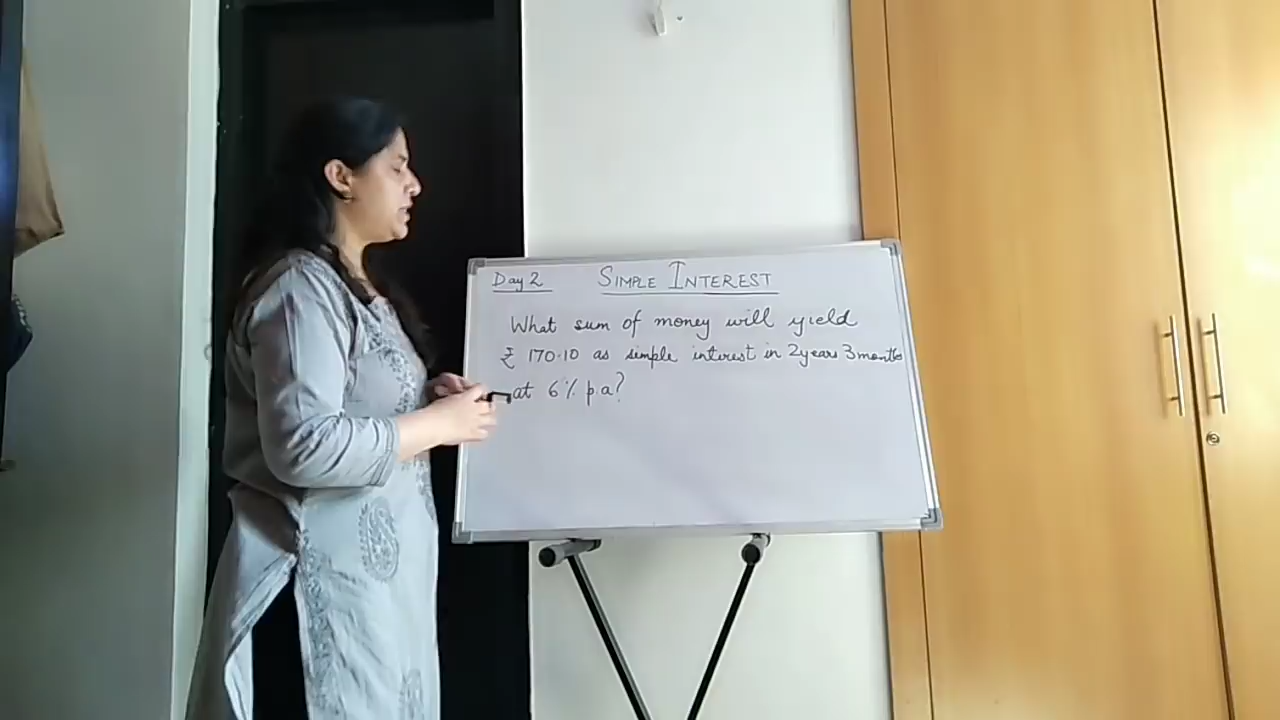 Day 2 SIMPLE INTEREST
What sum of money will yield
₹ 170.10 as simple interest in 2years 3months
at 6% p.a?